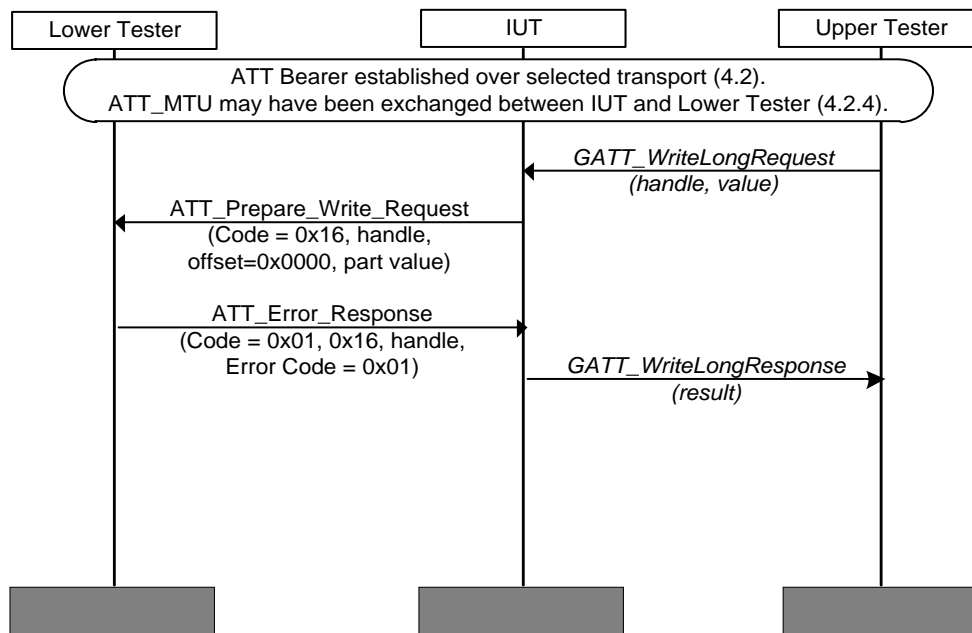 Lower Tester
IUT
Upper Tester
ATT Bearer established over selected transport (4.2).
ATT_MTU may have been exchanged between IUT and Lower Tester (4.2.4).
GATT_WriteLongRequest
(handle, value)
ATT_Prepare_Write_Request
(Code = 0x16, handle,
offset=0x0000, part value)
ATT_Error_Response
(Code = 0x01, 0x16, handle,
Error Code = 0x01)
GATT_WriteLongResponse
(result)